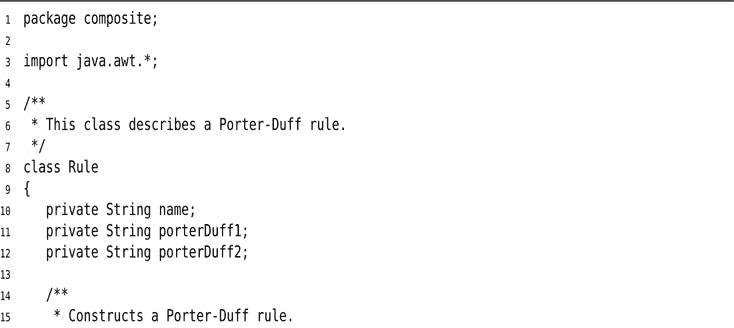 1 package composite;
2
3 import java.awt.*;
4
5 /**
6  * This class describes a Porter-Duff rule.
7  */
8 class Rule
9 {
10    private String name;
11    private String porterDuff1;
12    private String porterDuff2;
13
14    /**
15     * Constructs a Porter-Duff rule.